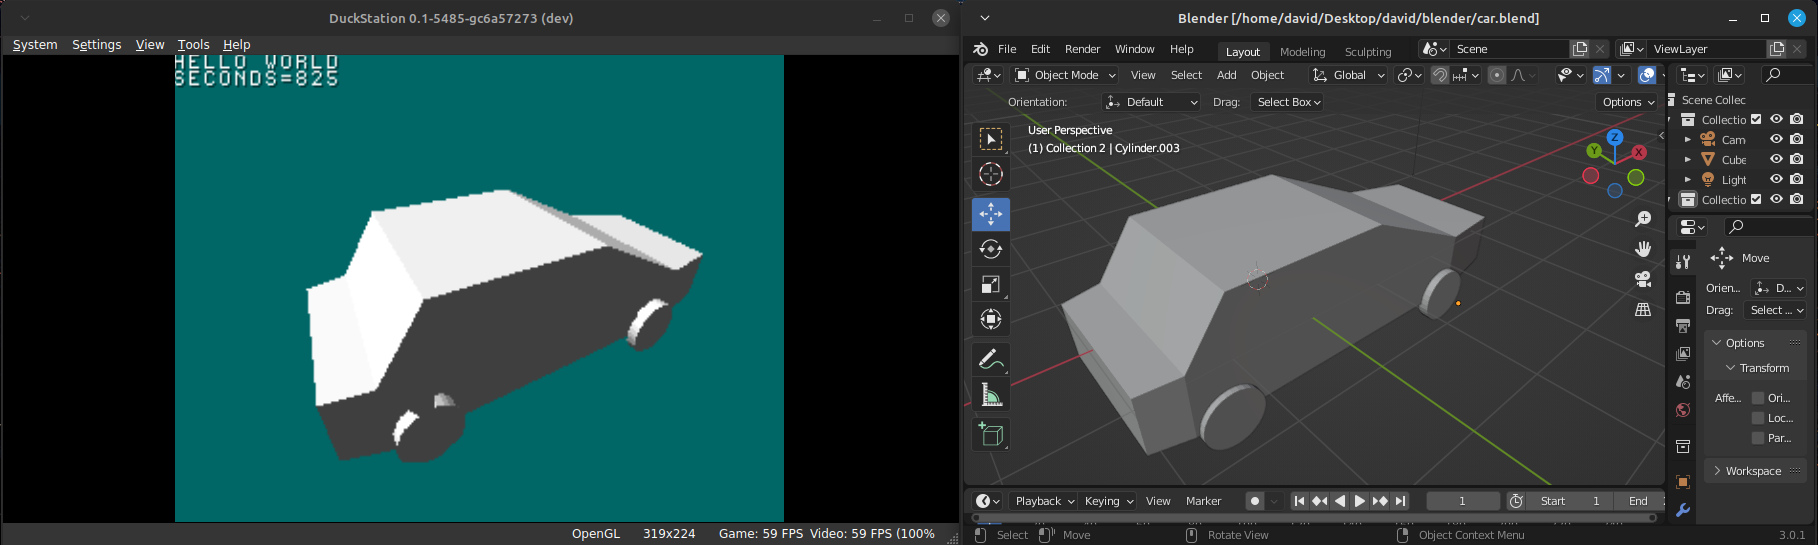 DuckStation 0.1-5485-gc6a57273 (dev)
System Settings View Tools Help
HELLO WORLD
SECONDS=825
OpenGL 319x224 Game: 59 FPS Video: 59 FPS (100%
Blender [/home/david/Desktop/david/blender/car.blend]
File Edit Render Window Help Layout Modeling Sculpting Scene ViewLayer
Object Mode View Select Add Object Global
Orientation: Default Drag: Select Box Options
User Perspective
(1) Collection 2 | Cylinder.003
Z
Y
X
Scene Collec
Collectio
Cam
Cube
Light
Collectio
Move
Orien... D...
Drag: Select ...
Options
Transform
Affe... Ori...
Loc...
Par...
Workspace
Playback Keying View Marker 1 Start 1 End
Select Move Rotate View Object Context Menu 3.0.1